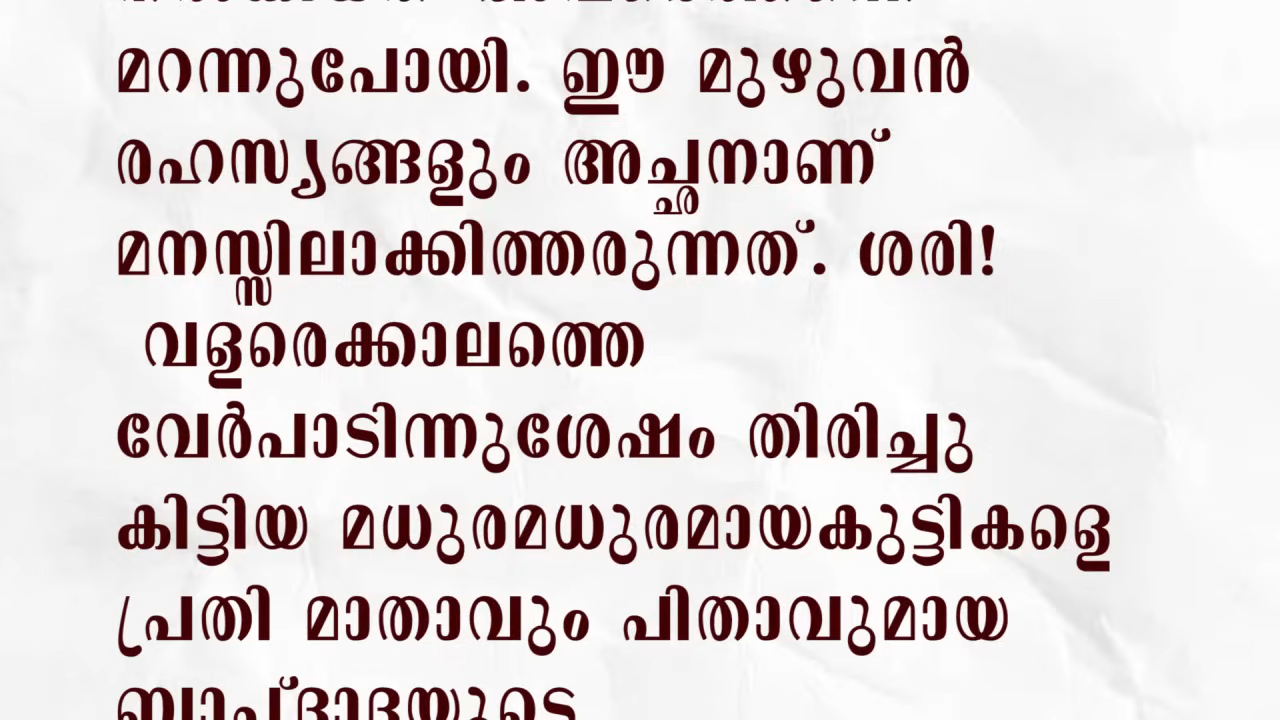 മറന്നുപോയി. ഈ മുഴുവൻ
രഹസ്യങ്ങളും അച്ഛനാണ്
മനസ്സിലാക്കിത്തരുന്നത്. ശരി!
വളരെക്കാലത്തെ
വേർപാടിന്നുശേഷം തിരിച്ചു
കിട്ടിയ മധുരമധുരമായകുട്ടികളെ
പ്രതി മാതാവും പിതാവുമായ
ബാപ്ദാദയുടെ